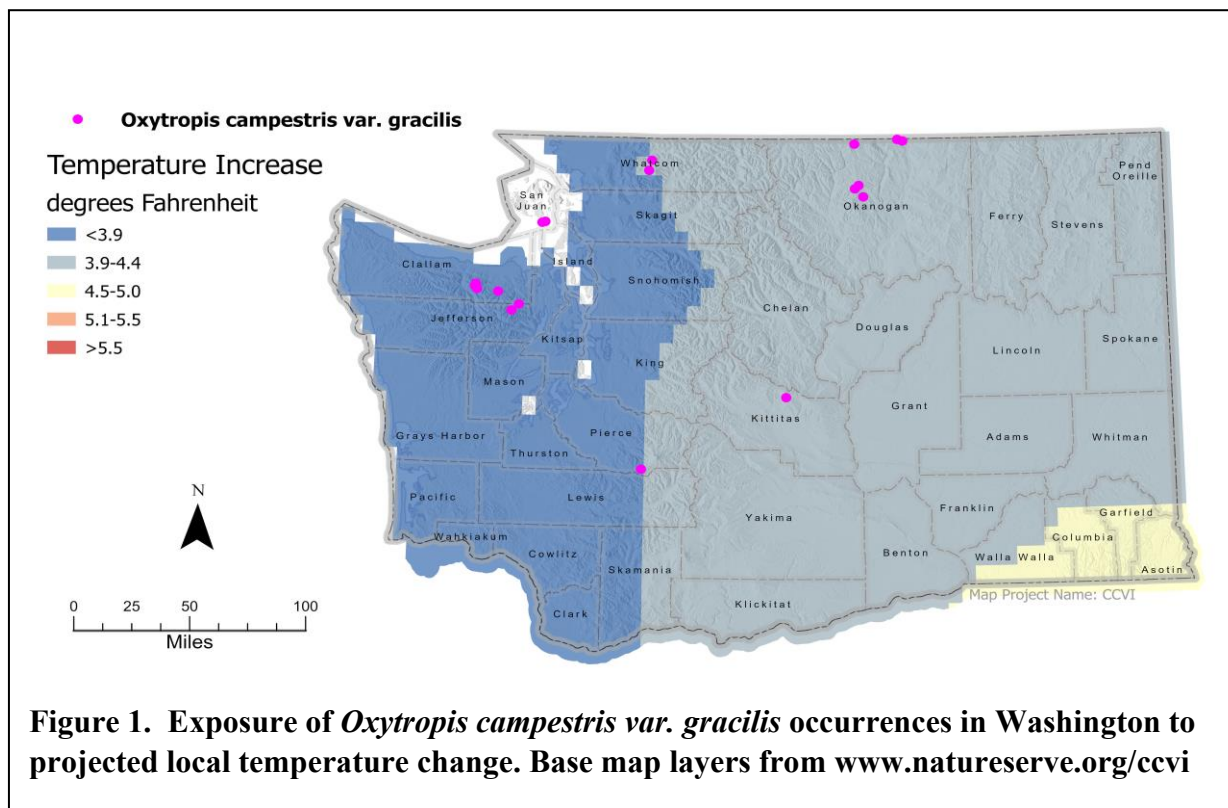 Oxytropis campestris var. gracilis
Temperature Increase
degrees Fahrenheit
<3.9
3.9-4.4
4.5-5.0
5.1-5.5
>5.5
Whatcom
Pend
Oreille
San
Juan
Skagit
Okanogan
Ferry
Stevens
Island
Clallam
Snohomish
Chelan
Jefferson
Douglas
Kitsap
Lincoln
Spokane
King
Mason
Kittitas
Grant
Grays Harbor
Pierce
Adams
Whitman
Thurston
Pacific
Lewis
Yakima
Franklin
Garfield
Wahkiakum
Columbia
Cowlitz
Benton
Walla Walla
Skamania
Asotin
Clark
Klickitat
Map Project Name: CCVI
N
0 25 50 100
Miles
Figure 1. Exposure of Oxytropis campestris var. gracilis occurrences in Washington to
projected local temperature change. Base map layers from www.natureserve.org/ccvi